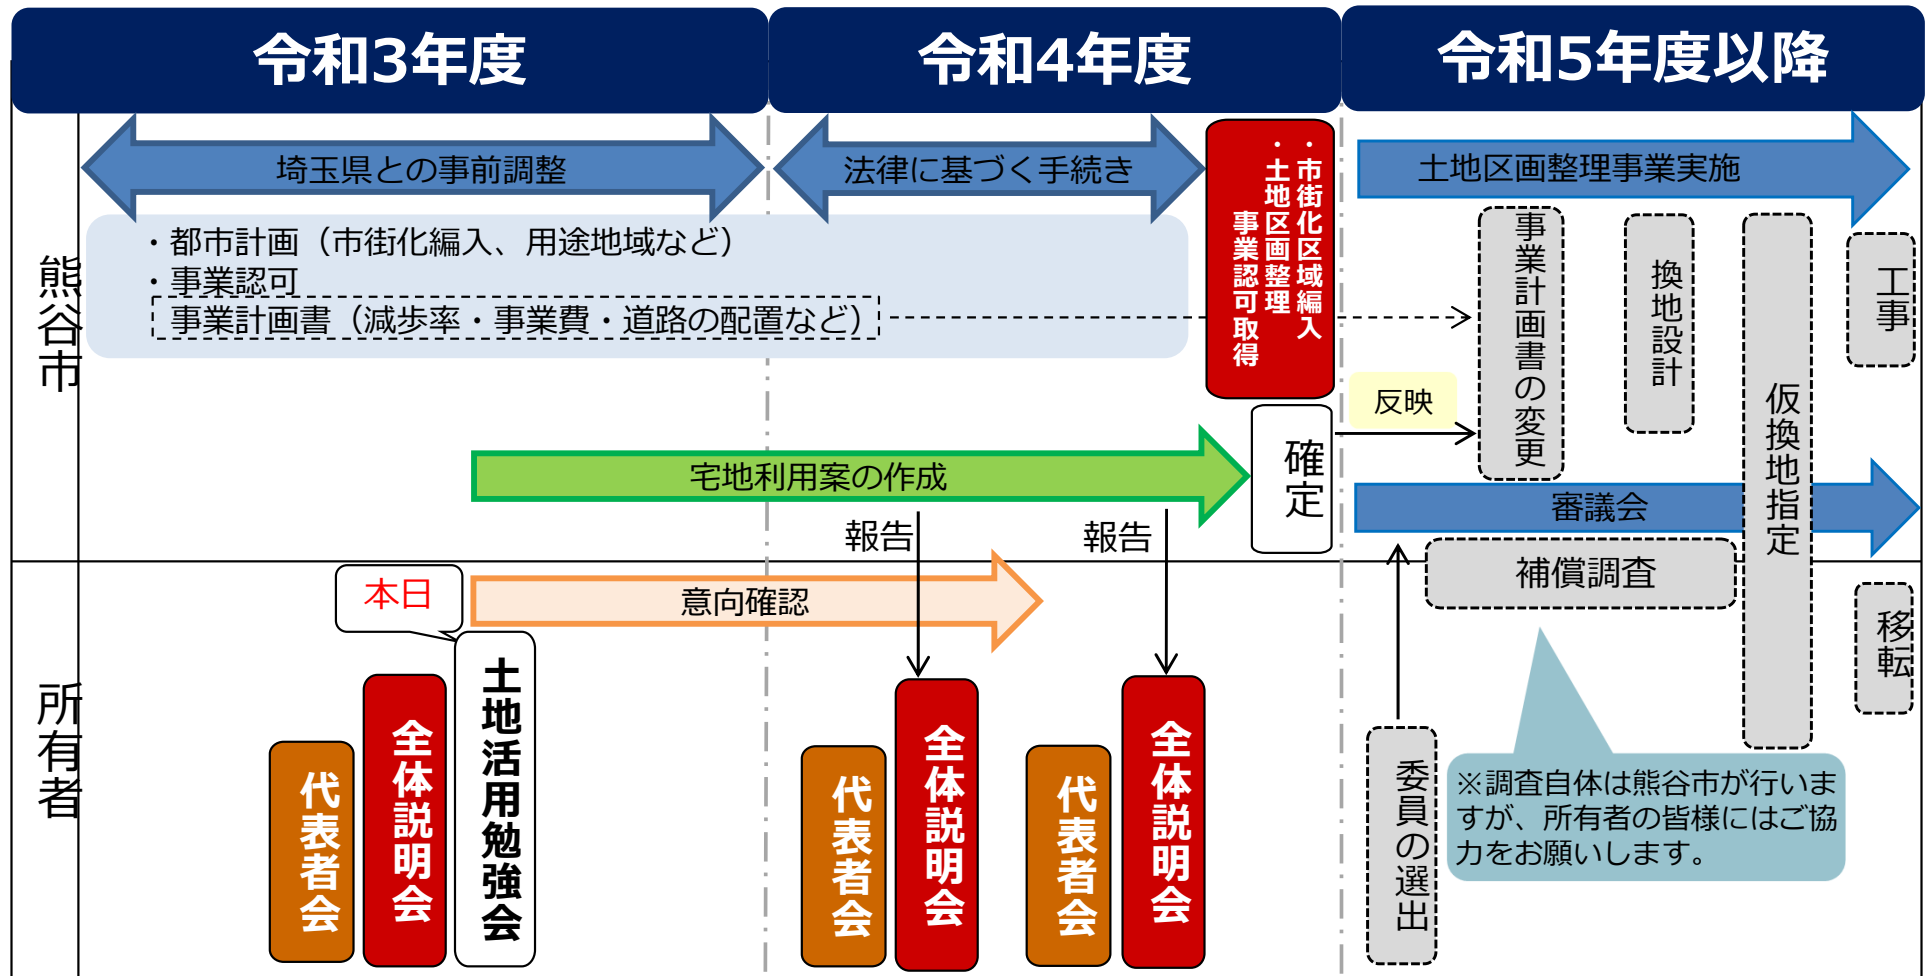 令和3年度
令和4年度
令和5年度以降
熊谷市
埼玉県との事前調整
法律に基づく手続き
・都市計画（市街化編入、用途地域など）
・事業認可
事業計画書（減歩率・事業費・道路の配置など）
・市街化区域編入
・土地区画整理
事業認可取得
土地区画整理事業実施
事業計画書の変更
換地設計
仮換地指定
工事
反映
宅地利用案の作成
確定
審議会
報告
報告
所有者
本日
意向確認
補償調査
移転
代表者会
全体説明会
土地活用勉強会
代表者会
全体説明会
代表者会
全体説明会
委員の選出
※調査自体は熊谷市が行いま
すが、所有者の皆様にはご協
力をお願いします。